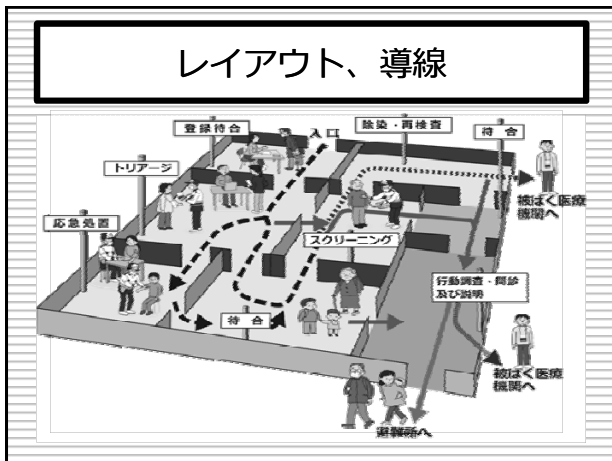 レイアウト、導線
登録待合
入口
除染・再検査
待 合
トリアージ
応急処置
被ばく医療
機関へ
スクリーニング
行動調査・問診
及び説明
待 合
被ばく医療
機関へ
避難所へ